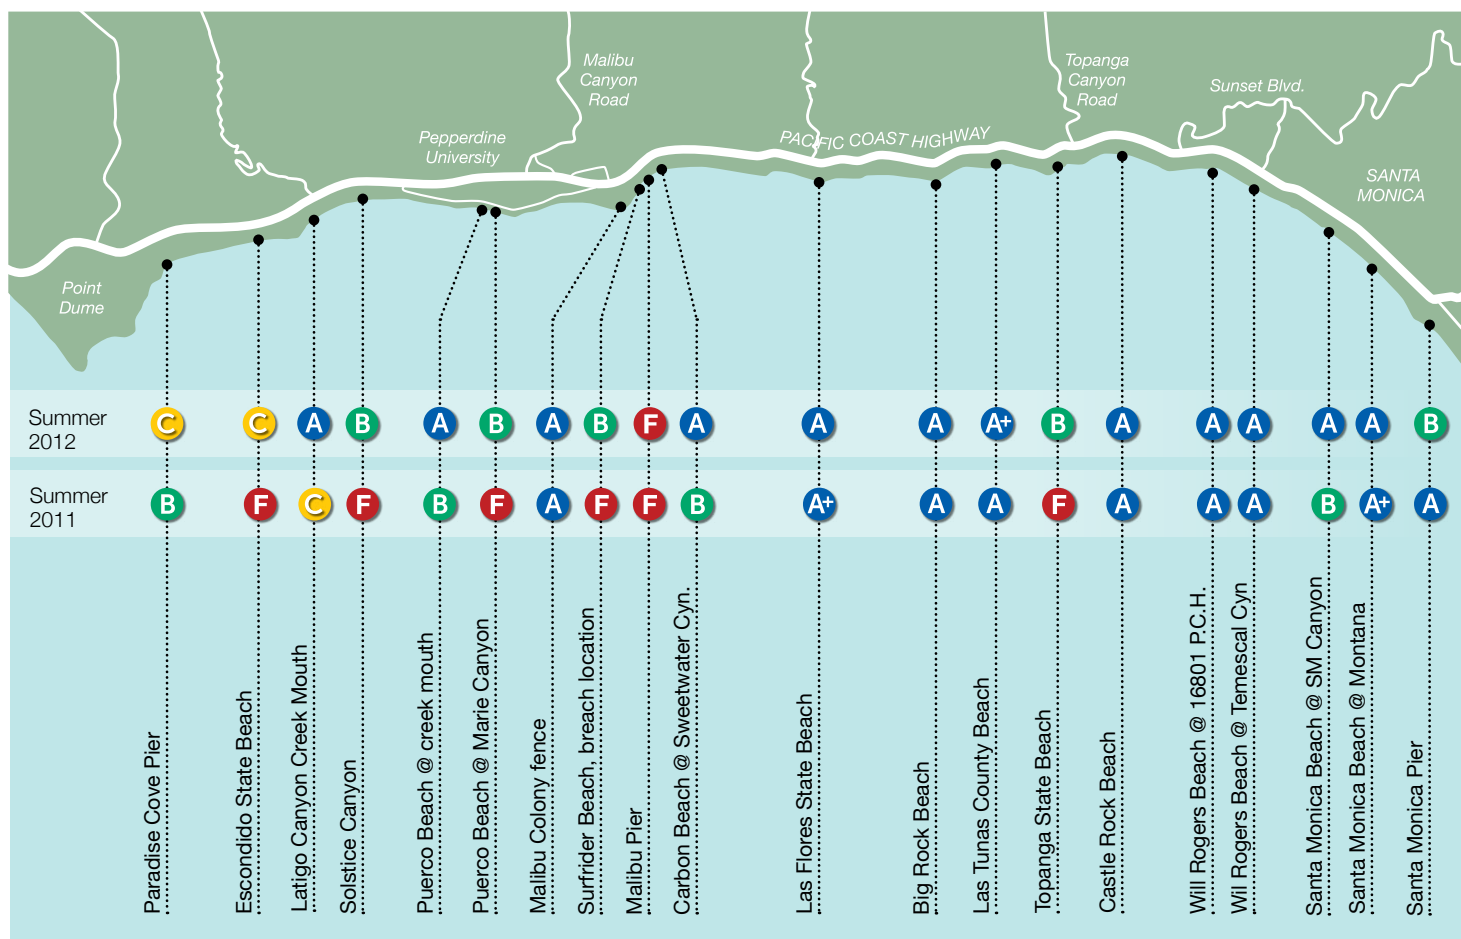 Malibu
Canyon
Road
Topanga
Canyon
Road
Sunset Blvd.
Pepperdine
University
PACIFIC COAST HIGHWAY
SANTA
MONICA
Point
Dume
Summer
2012
C
C
A
B
A
B
A
B
F
A
A
A
A+
B
A
A
A
A
A
B
Summer
2011
B
F
C
F
B
F
A
F
F
B
A+
A
A
F
A
A
A
B
A+
A
Paradise Cove Pier
Escondido State Beach
Latigo Canyon Creek Mouth
Solstice Canyon
Puerco Beach @ creek mouth
Puerco Beach @ Marie Canyon
Malibu Colony fence
Surfrider Beach, breach location
Malibu Pier
Carbon Beach @ Sweetwater Cyn.
Las Flores State Beach
Big Rock Beach
Las Tunas County Beach
Topanga State Beach
Castle Rock Beach
Will Rogers Beach @ 16801 P.C.H.
Wil Rogers Beach @ Temescal Cyn
Santa Monica Beach @ SM Canyon
Santa Monica Beach @ Montana
Santa Monica Pier